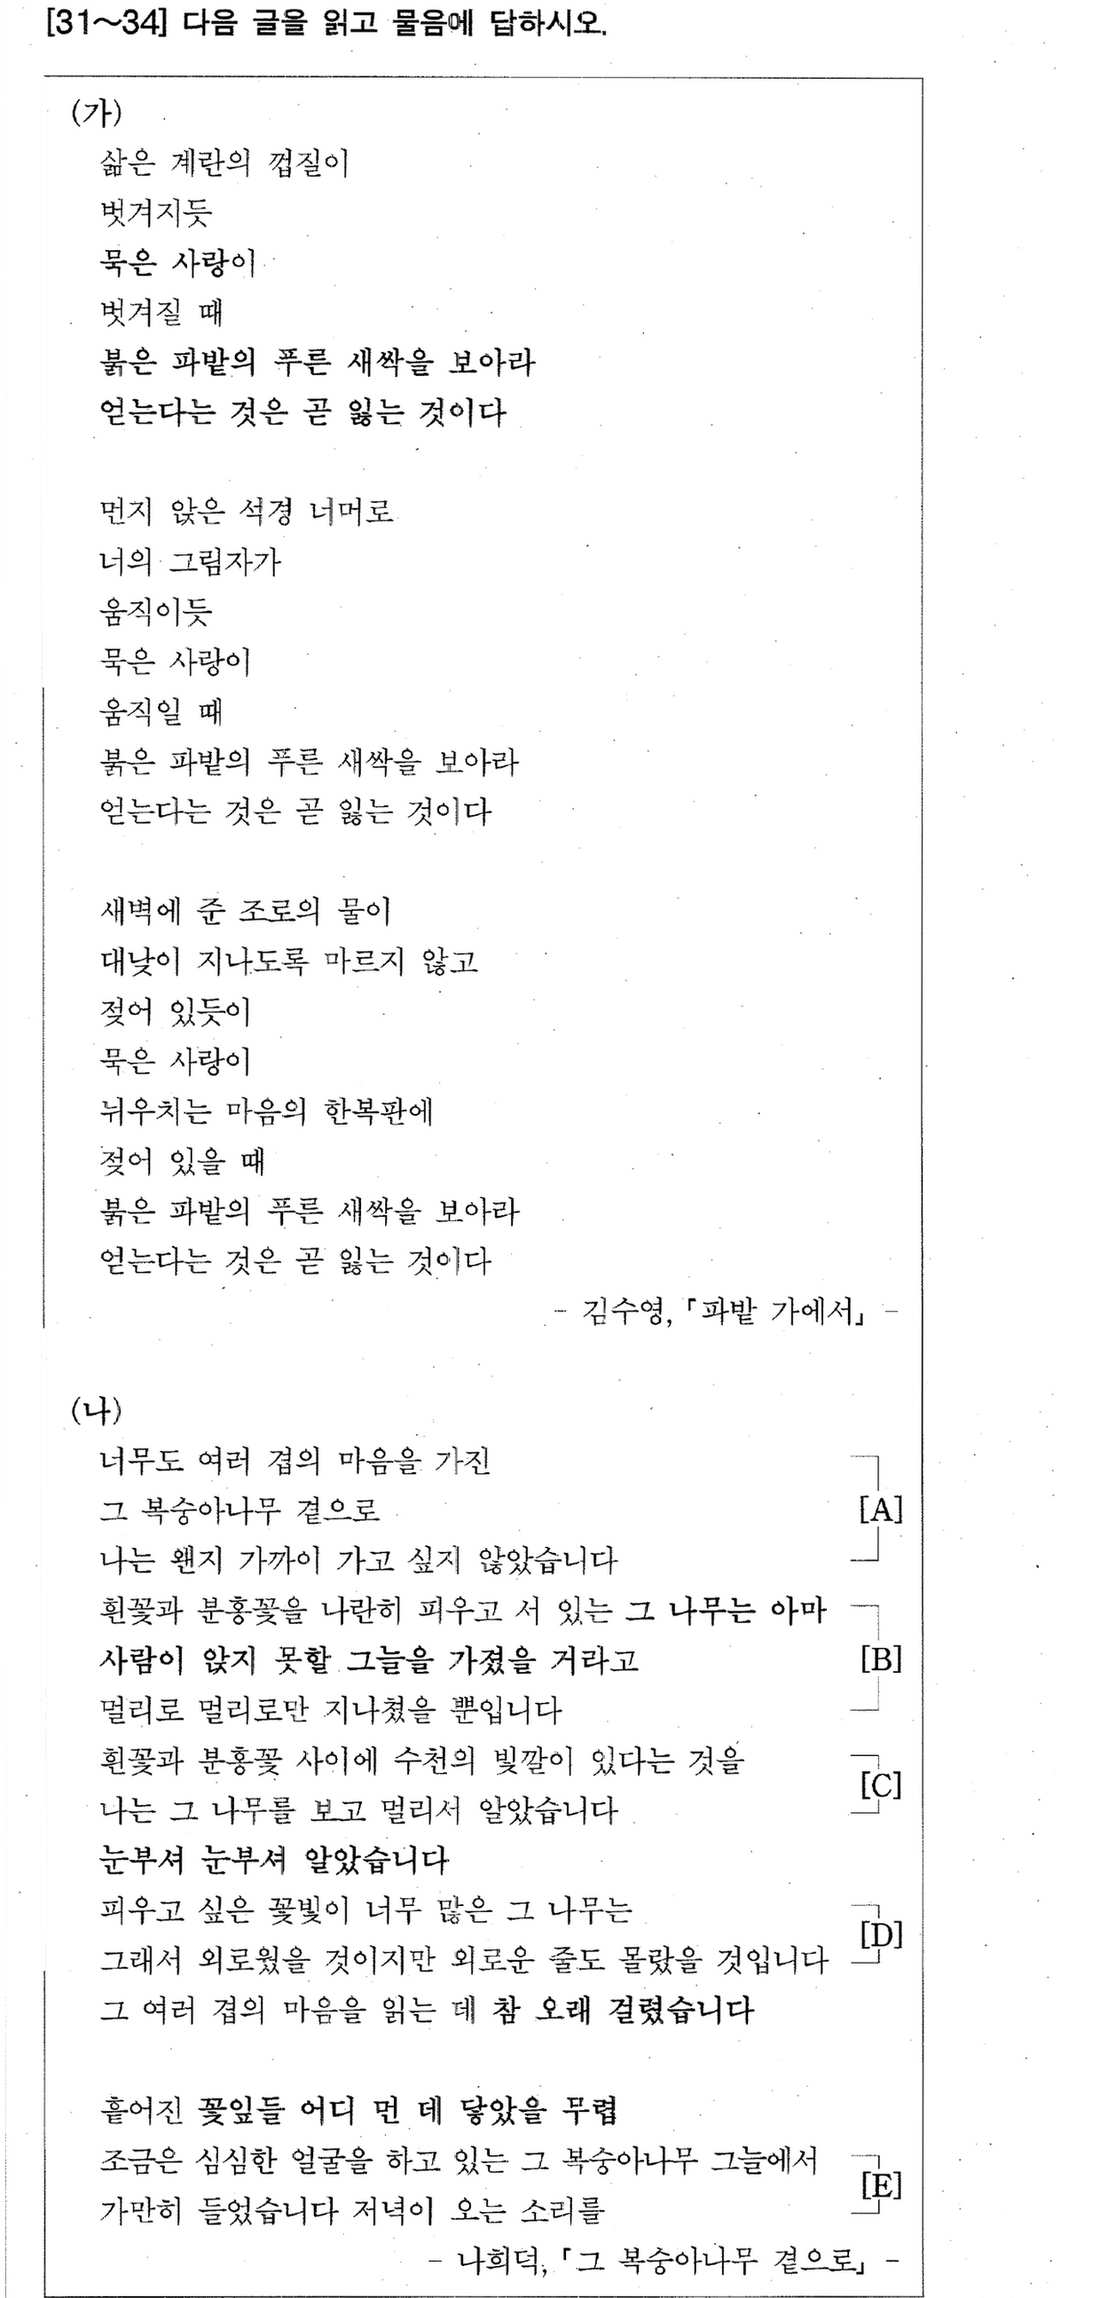 [31～34] 다음 글을 읽고 물음에 답하시오.
(가)
삶은 계란의 껍질이
벗겨지듯
묵은 사랑이
벗겨질 때
붉은 파밭의 푸른 새싹을 보아라
얻는다는 것은 곧 잃는 것이다
먼지 앉은 석경 너머로
너의 그림자가
움직이듯
묵은 사랑이
움직일 때
붉은 파밭의 푸른 새싹을 보아라
얻는다는 것은 곧 잃는 것이다
새벽에 준 조로의 물이
대낮이 지나도록 마르지 않고
젖어 있듯이
묵은 사랑이
뉘우치는 마음의 한복판에
젖어 있을 때
붉은 파밭의 푸른 새싹을 보아라
얻는다는 것은 곧 잃는 것이다
- 김수영, 「파밭 가에서」 -
(나)
너무도 여러 겹의 마음을 가진
그 복숭아나무 곁으로 [A]
나는 왠지 가까이 가고 싶지 않았습니다
흰꽃과 분홍꽃을 나란히 피우고 서 있는 그 나무는 아마
사람이 앉지 못할 그늘을 가졌을 거라고 [B]
멀리로 멀리로만 지나쳤을 뿐입니다
흰꽃과 분홍꽃 사이에 수천의 빛깔이 있다는 것을 [C]
나는 그 나무를 보고 멀리서 알았습니다
눈부셔 눈부셔 알았습니다
피우고 싶은 꽃빛이 너무 많은 그 나무는 [D]
그래서 외로웠을 것이지만 외로운 줄도 몰랐을 것입니다
그 여러 겹의 마음을 읽는 데 참 오래 걸렸습니다
흩어진 꽃잎들 어디 먼 데 닿았을 무렵
조금은 심심한 얼굴을 하고 있는 그 복숭아나무 그늘에서 [E]
가만히 들었습니다 저녁이 오는 소리를
- 나희덕, 「그 복숭아나무 곁으로」 -